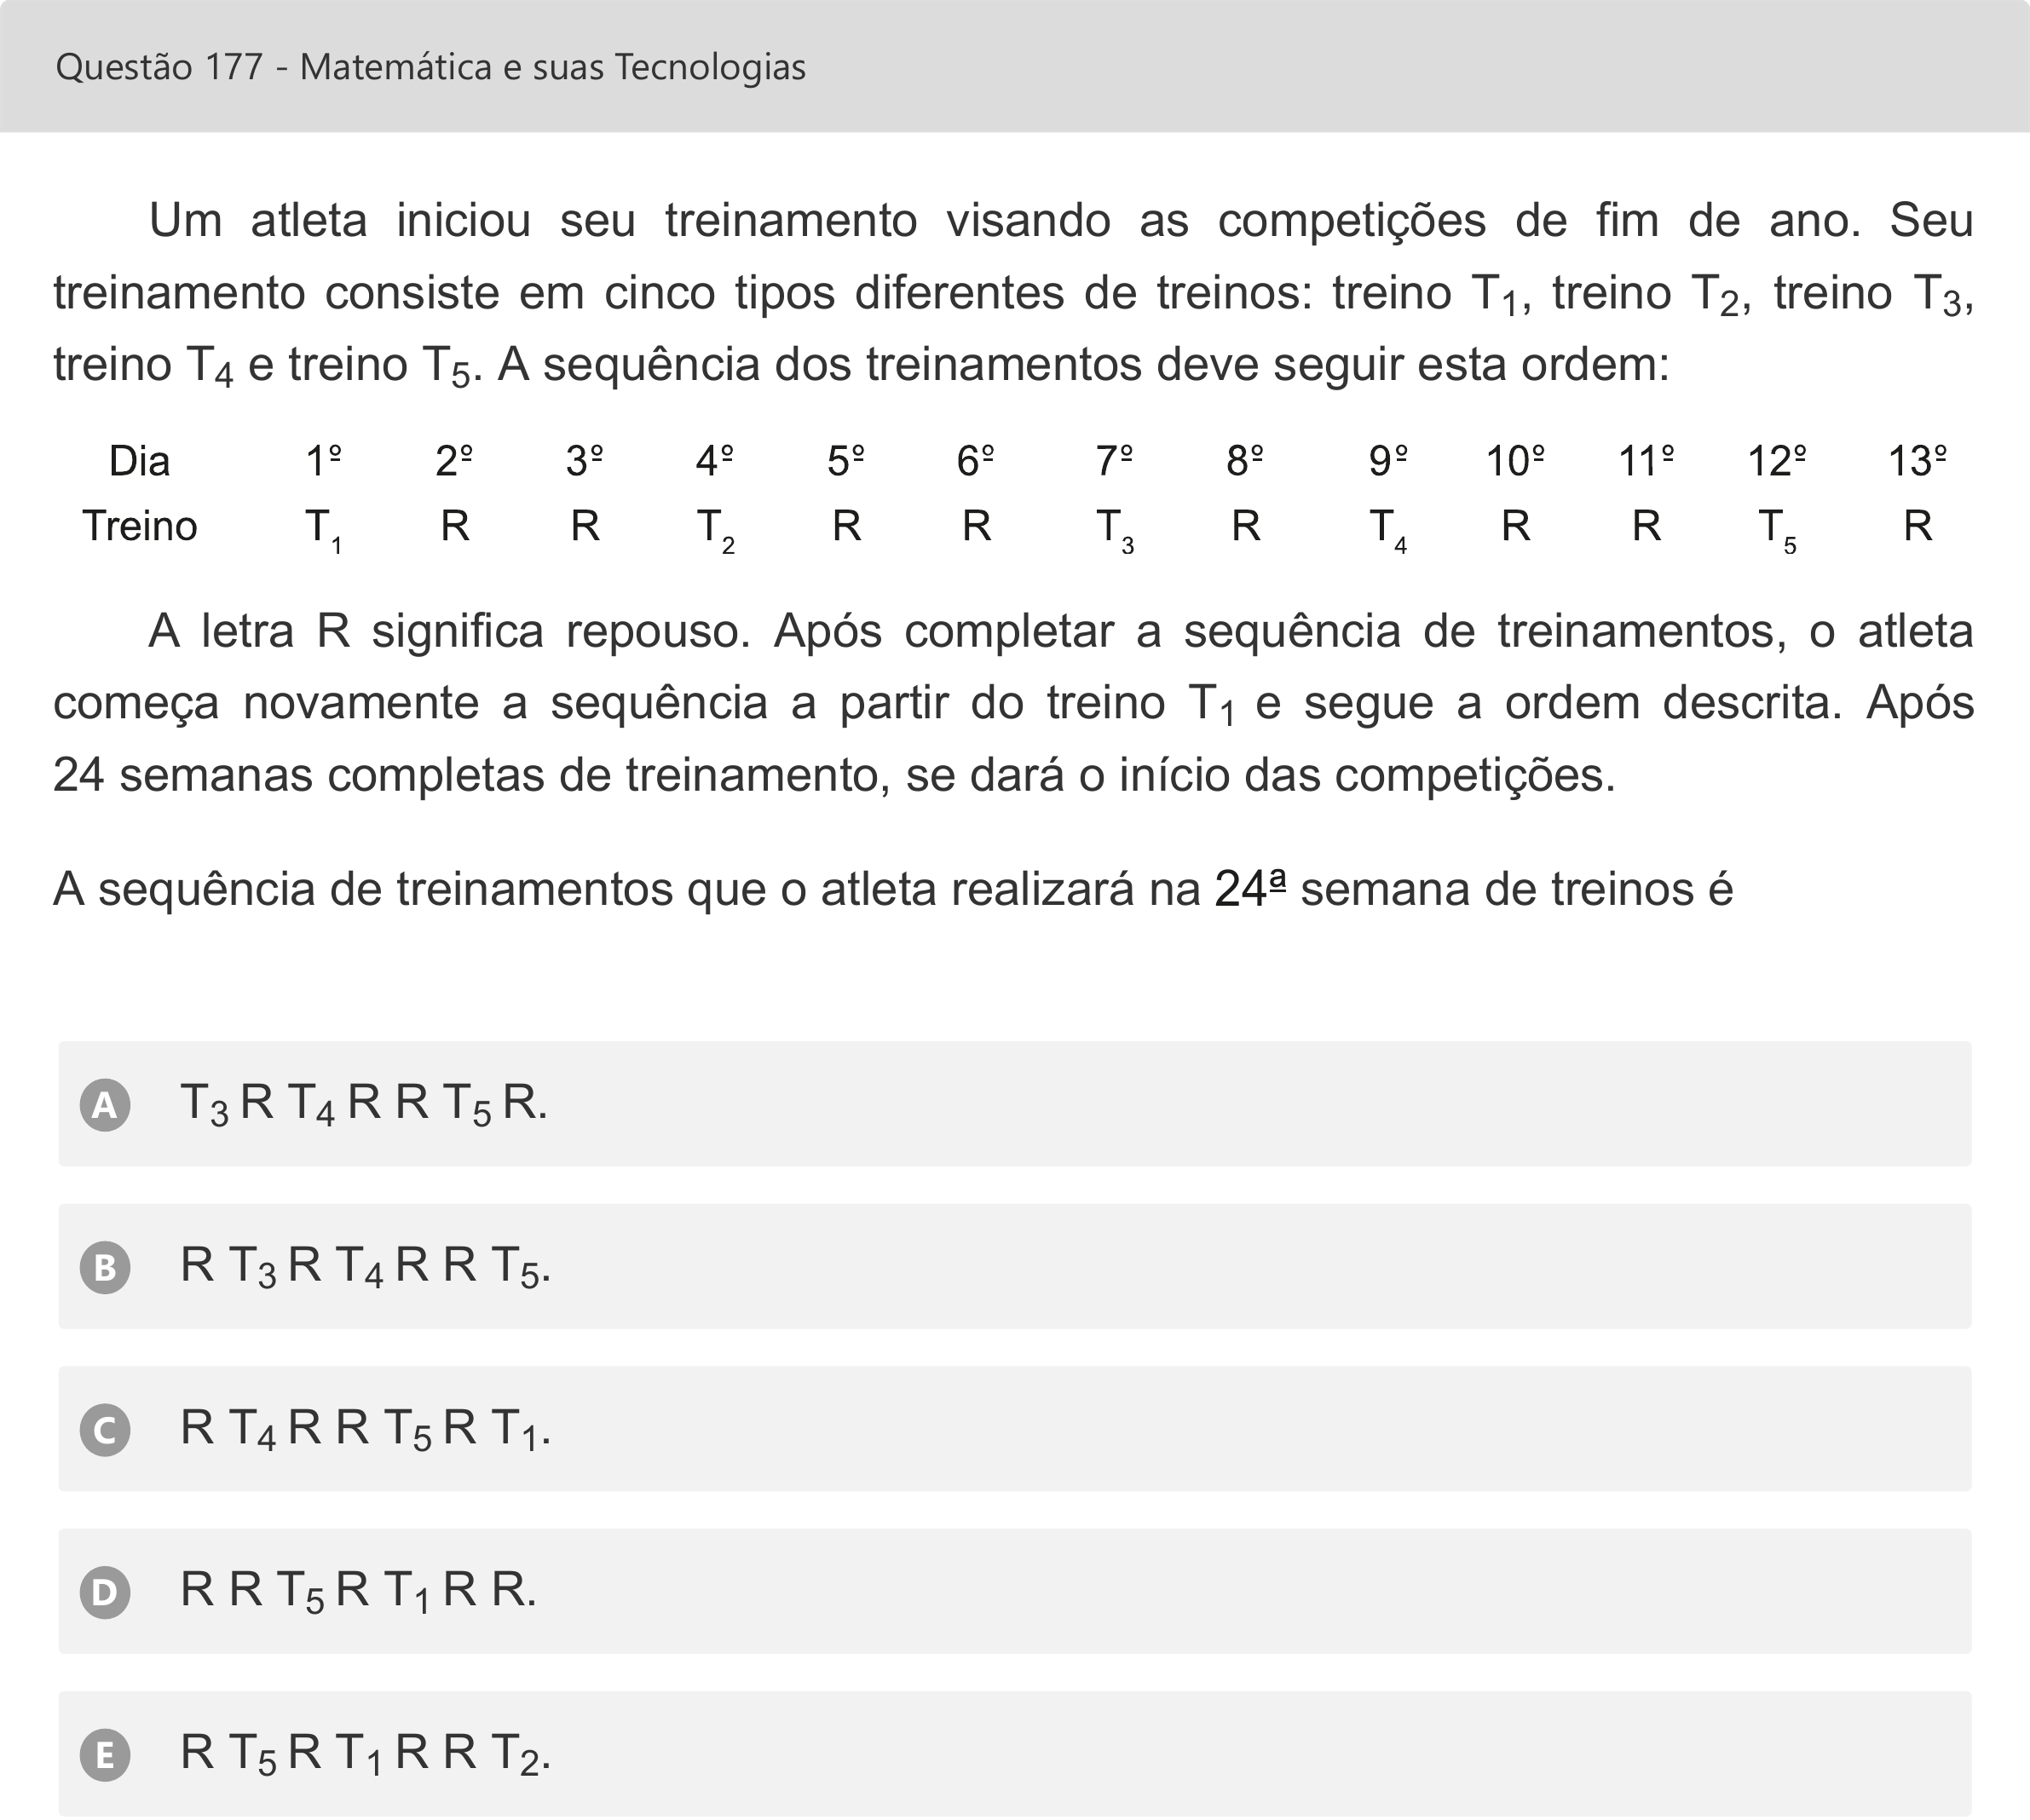 Questão 177 - Matemática e suas Tecnologias
Um atleta iniciou seu treinamento visando as competições de fim de ano. Seu
treinamento consiste em cinco tipos diferentes de treinos: treino T₁, treino T₂, treino T₃,
treino T₄ e treino T₅. A sequência dos treinamentos deve seguir esta ordem:
Dia 1º 2º 3º 4º 5º 6º 7º 8º 9º 10º 11º 12º 13º
Treino T₁ R R T₂ R R T₃ R T₄ R R T₅ R
A letra R significa repouso. Após completar a sequência de treinamentos, o atleta
começa novamente a sequência a partir do treino T₁ e segue a ordem descrita. Após
24 semanas completas de treinamento, se dará o início das competições.
A sequência de treinamentos que o atleta realizará na 24ª semana de treinos é
A T₃ R T₄ R R T₅ R.
B R T₃ R T₄ R R T₅.
C R T₄ R R T₅ R T₁.
D R R T₅ R T₁ R R.
E R T₅ R T₁ R R T₂.